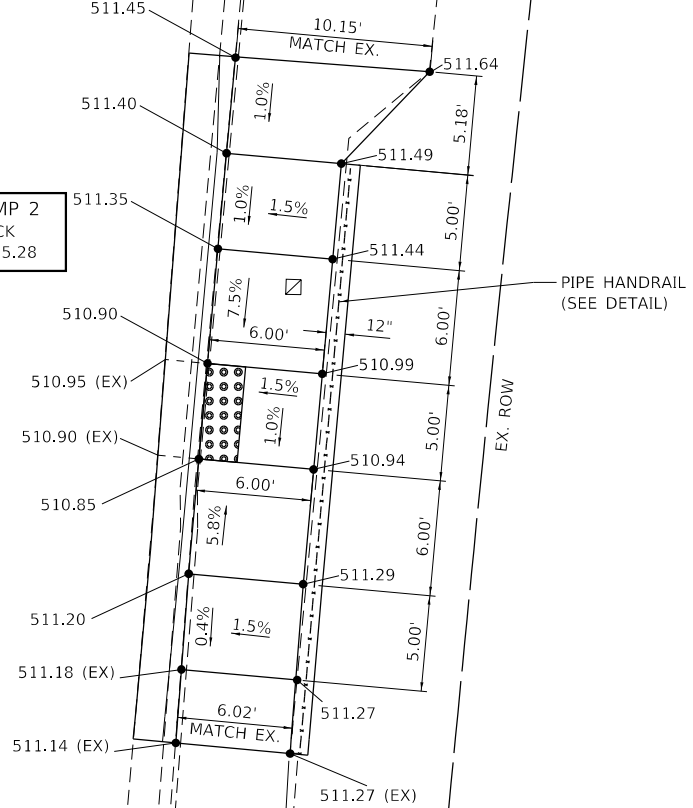 511.45
10.15'
MATCH EX.
511.64
1.0%
5.18'
511.40
511.49
MP 2
CK
5.28
511.35
1.0%
1.5%
5.00'
511.44
7.5%
6.00'
PIPE HANDRAIL
(SEE DETAIL)
510.90
6.00'
12"
510.99
510.95 (EX)
1.5%
1.0%
5.00'
EX. ROW
510.90 (EX)
510.94
6.00'
510.85
5.8%
6.00'
511.29
511.20
0.4%
1.5%
5.00'
511.18 (EX)
6.02'
MATCH EX.
511.27
511.14 (EX)
511.27 (EX)